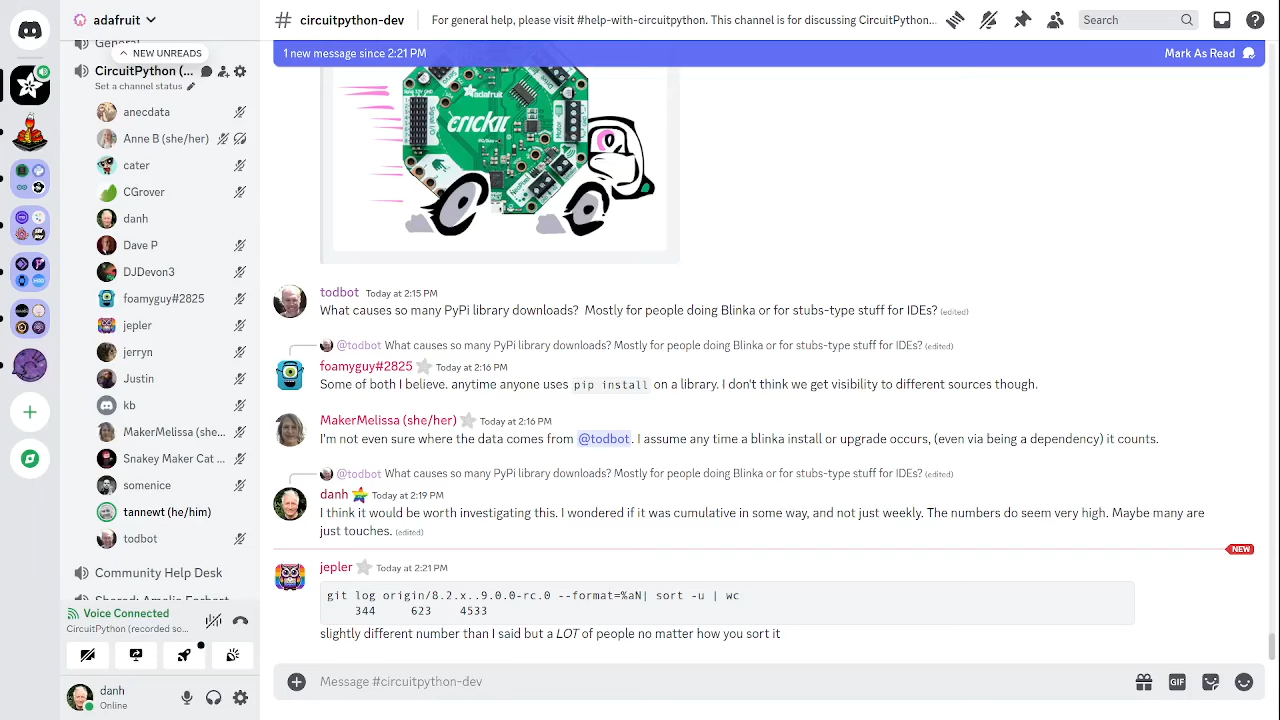 adafruit
# circuitpython-dev
For general help, please visit #help-with-circuitpython. This channel is for discussing CircuitPython...
Search
General
NEW UNREADS
CircuitPython (...
Set a channel status
anecdata
Anne B (she/her)
cater
CGrover
danh
Dave P
DJDevon3
foamyguy#2825
jepler
jerryn
Justin
kb
MakerMelissa (she...
Snakey Maker Cat ...
somenice
tannewt (he/him)
todbot
Community Help Desk
Voice Connected
CircuitPython (recorded so...
danh
Online
1 new message since 2:21 PM
Mark As Read
adafruit
crickit
Motor
NeoPixel
todbot Today at 2:15 PM
What causes so many PyPi library downloads?  Mostly for people doing Blinka or for stubs-type stuff for IDEs? (edited)
@todbot What causes so many PyPi library downloads? Mostly for people doing Blinka or for stubs-type stuff for IDEs? (edited)
foamyguy#2825 Today at 2:16 PM
Some of both I believe. anytime anyone uses pip install on a library. I don't think we get visibility to different sources though.
MakerMelissa (she/her) Today at 2:16 PM
I'm not even sure where the data comes from @todbot. I assume any time a blinka install or upgrade occurs, (even via being a dependency) it counts.
@todbot What causes so many PyPi library downloads? Mostly for people doing Blinka or for stubs-type stuff for IDEs? (edited)
danh Today at 2:19 PM
I think it would be worth investigating this. I wondered if it was cumulative in some way, and not just weekly. The numbers do seem very high. Maybe many are
just touches. (edited)
NEW
jepler Today at 2:21 PM
git log origin/8.2.x..9.0.0-rc.0 --format=%aN| sort -u | wc
344 623 4533
slightly different number than I said but a LOT of people no matter how you sort it
Message #circuitpython-dev
GIF